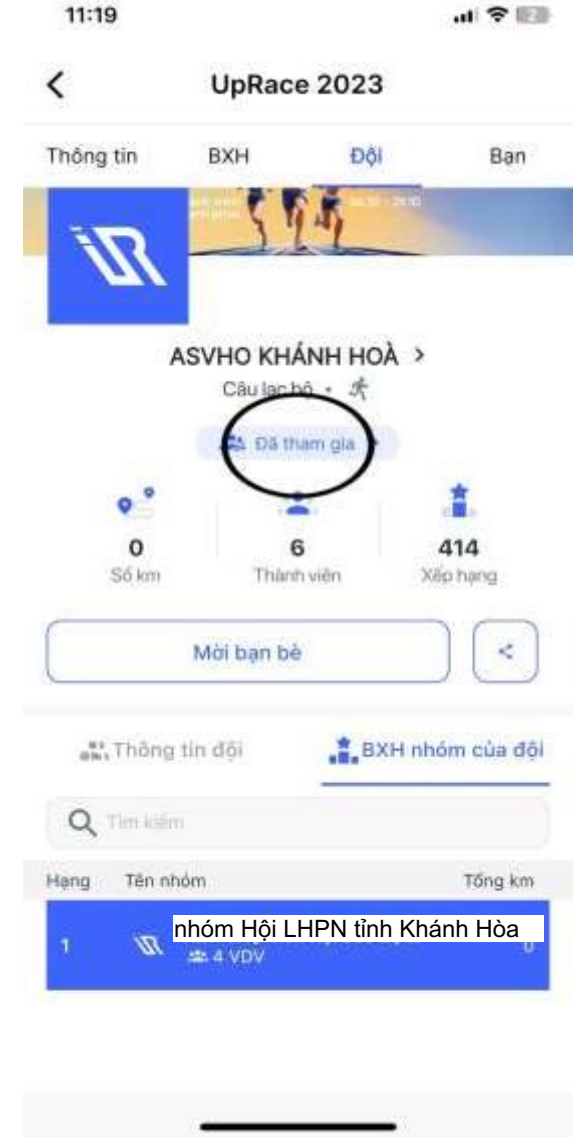 11:19
UpRace 2023
Thông tin BXH Đội Bạn
ASVHO KHÁNH HOÀ >
Câu lạc bộ
Đã tham gia
0 6 414
Số km Thành viên Xếp hạng
Mời bạn bè
Thông tin đội BXH nhóm của đội
Tìm kiếm
Hạng Tên nhóm Tổng km
nhóm Hội LHPN tỉnh Khánh Hòa
1 4 VDV 0